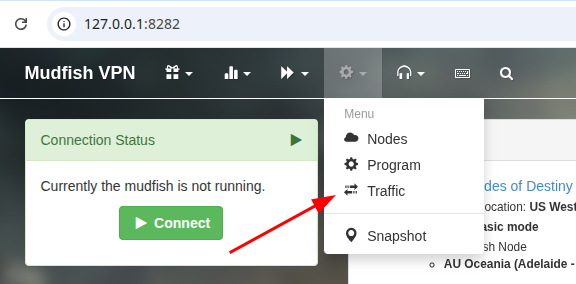 127.0.0.1:8282
Mudfish VPN
Menu
Nodes
Program
Traffic
Snapshot
Connection Status
Currently the mudfish is not running.
Connect
des of Destiny
ocation: US West
asic mode
sh Node
AU Oceania (Adelaide -